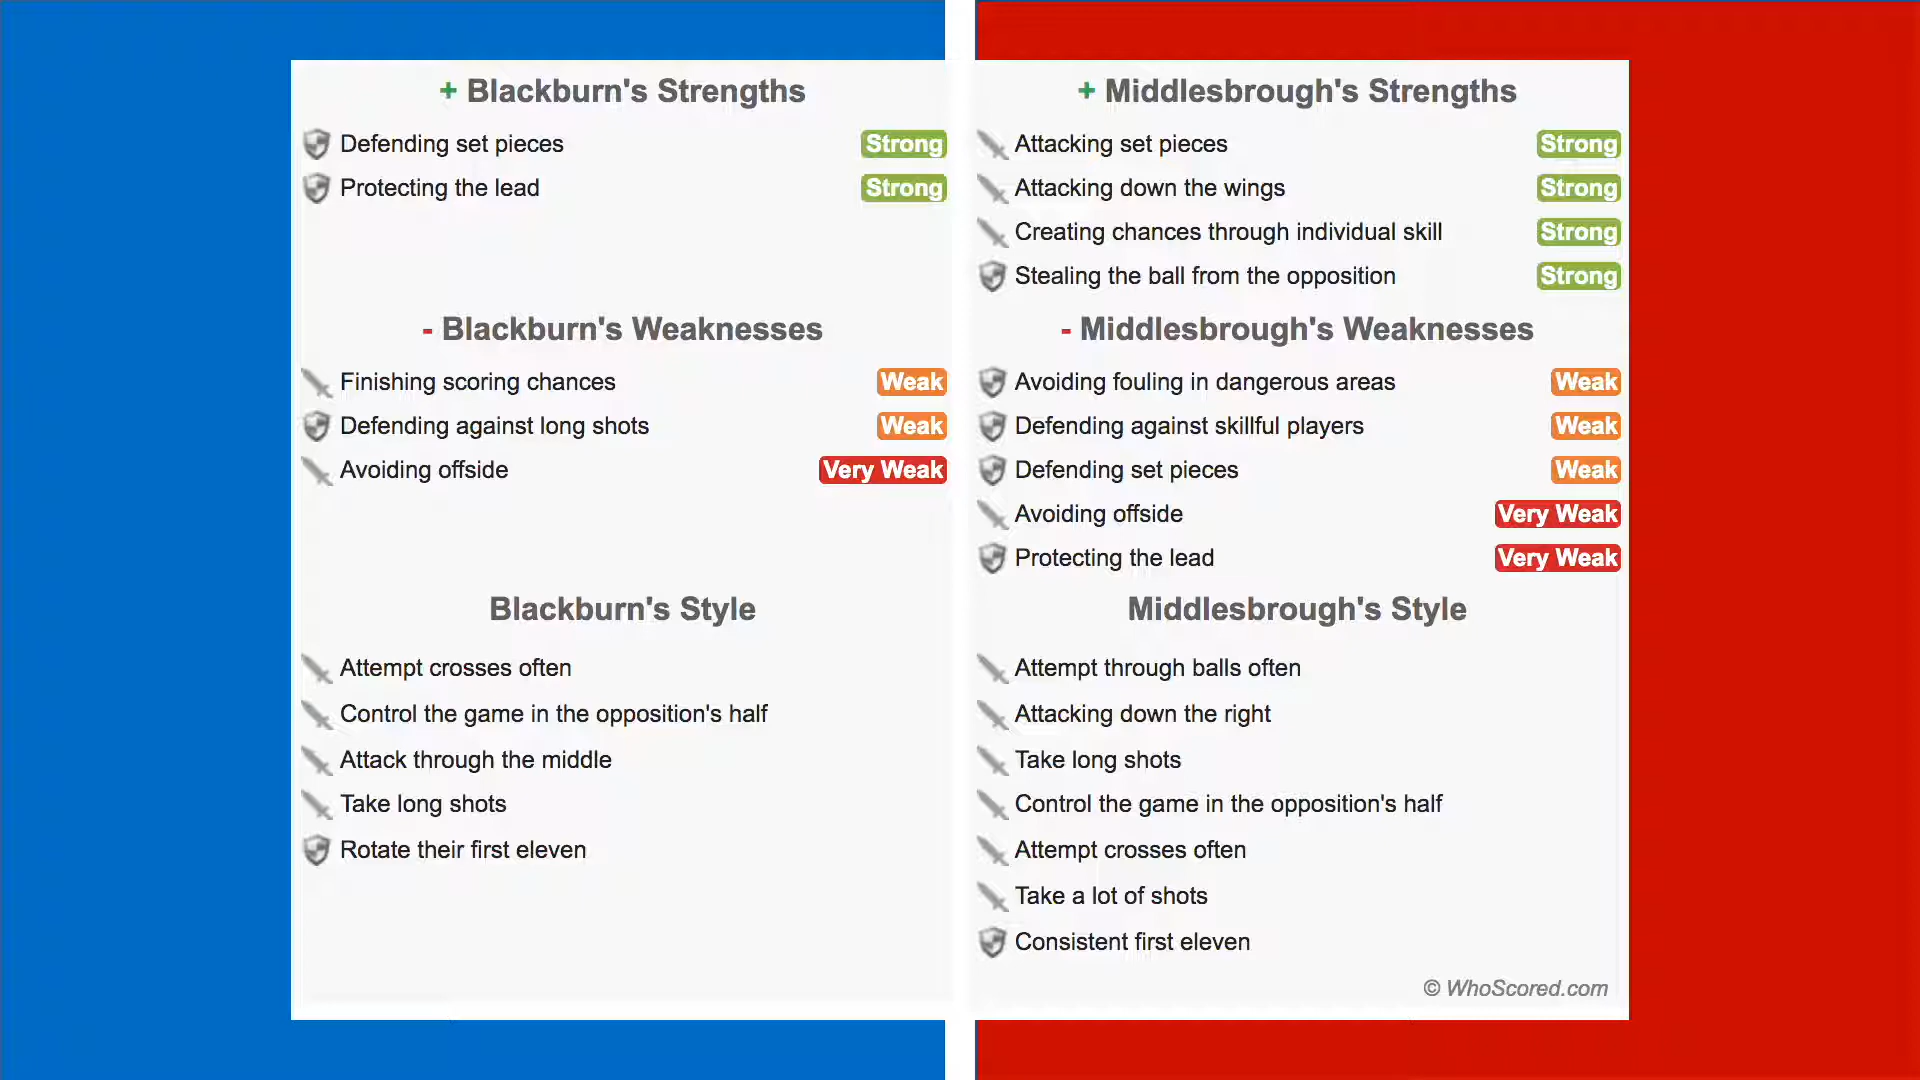 + Blackburn's Strengths
Defending set pieces Strong
Protecting the lead Strong
- Blackburn's Weaknesses
Finishing scoring chances Weak
Defending against long shots Weak
Avoiding offside Very Weak
Blackburn's Style
Attempt crosses often
Control the game in the opposition's half
Attack through the middle
Take long shots
Rotate their first eleven
+ Middlesbrough's Strengths
Attacking set pieces Strong
Attacking down the wings Strong
Creating chances through individual skill Strong
Stealing the ball from the opposition Strong
- Middlesbrough's Weaknesses
Avoiding fouling in dangerous areas Weak
Defending against skillful players Weak
Defending set pieces Weak
Avoiding offside Very Weak
Protecting the lead Very Weak
Middlesbrough's Style
Attempt through balls often
Attacking down the right
Take long shots
Control the game in the opposition's half
Attempt crosses often
Take a lot of shots
Consistent first eleven
© WhoScored.com